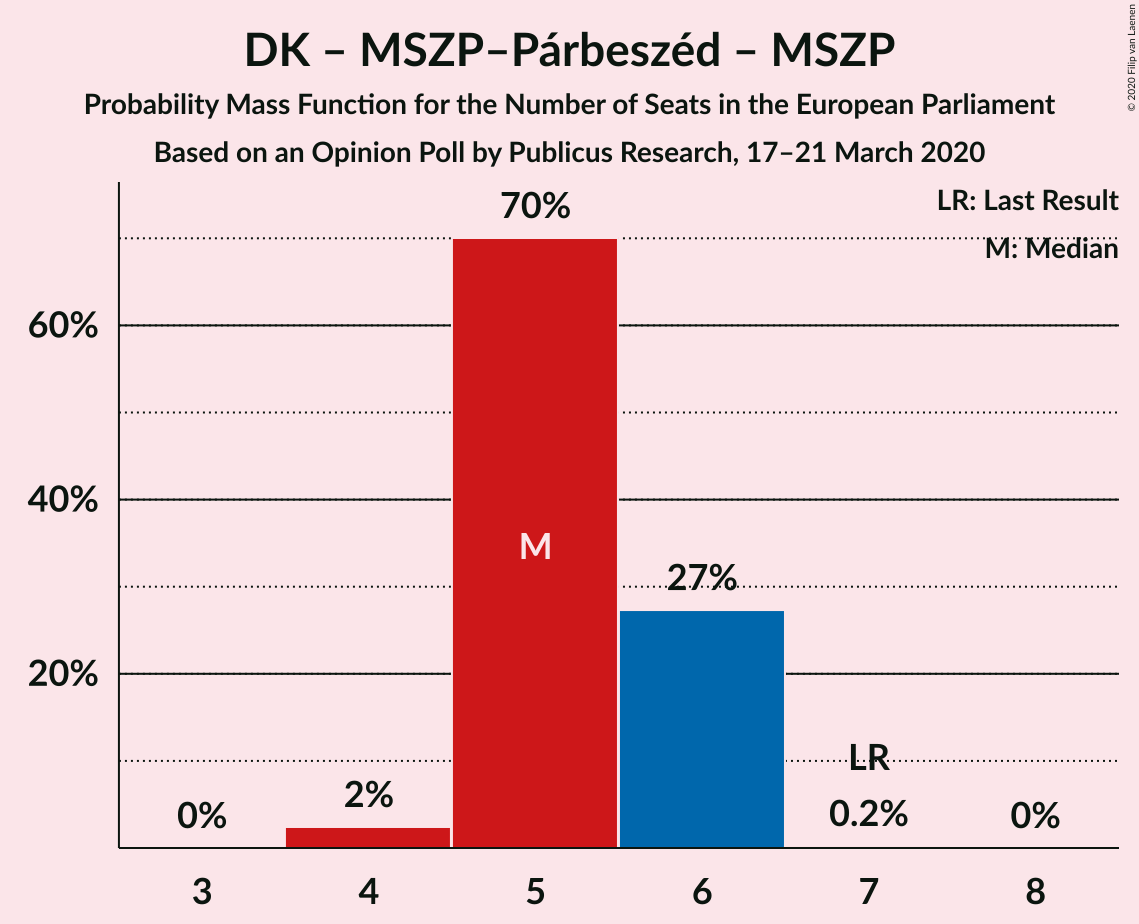 DK – MSZP–Párbeszéd – MSZP
Probability Mass Function for the Number of Seats in the European Parliament
Based on an Opinion Poll by Publicus Research, 17–21 March 2020
© 2020 Filip van Laenen
LR: Last Result
M: Median
70%
60%
40%
20%
M
27%
LR
0%
2%
0.2%
0%
3
4
5
6
7
8